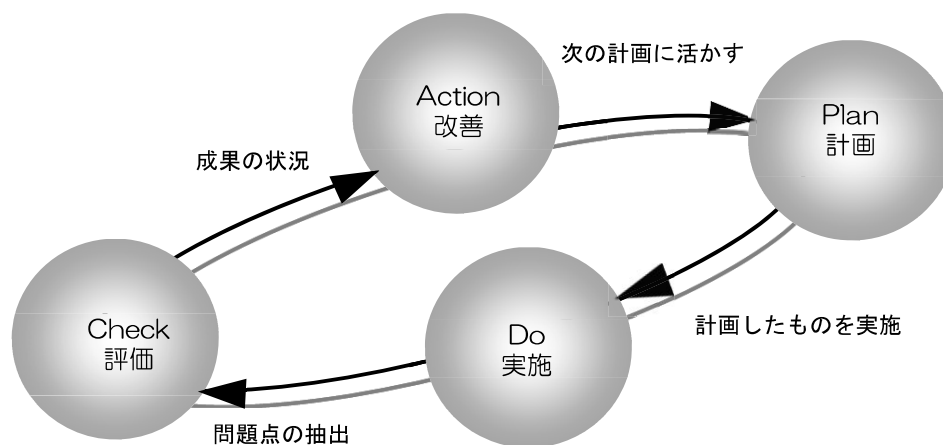 次の計画に活かす
Action
改善
Plan
計画
成果の状況
計画したものを実施
Check
評価
Do
実施
問題点の抽出